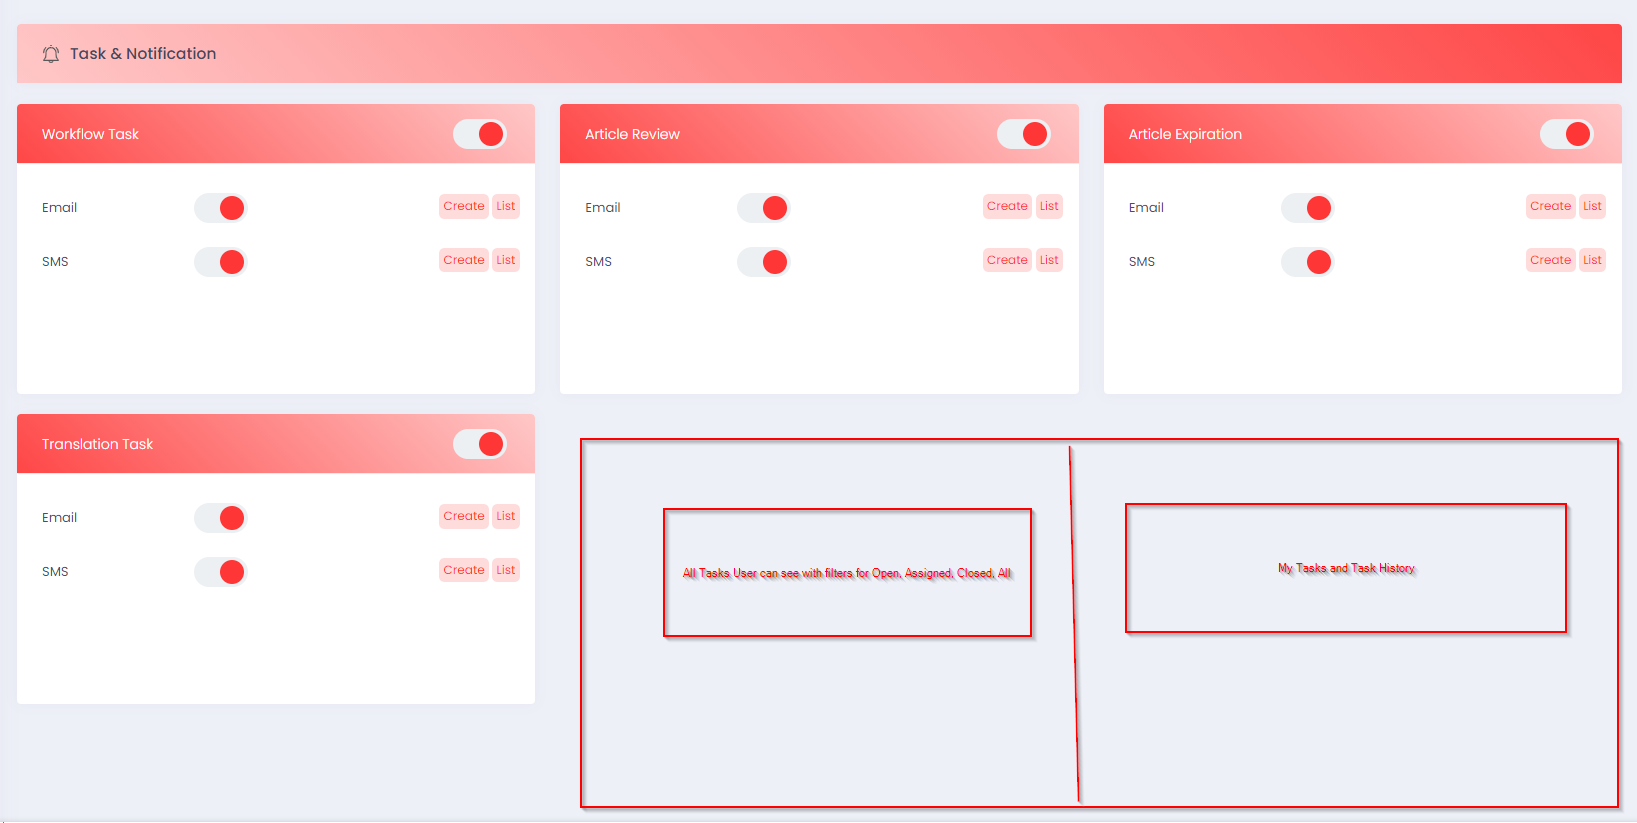 Task & Notification
Workflow Task
Email
Create List
SMS
Create List
Article Review
Email
Create List
SMS
Create List
Article Expiration
Email
Create List
SMS
Create List
Translation Task
Email
Create List
SMS
Create List
All Tasks User can see with filters for Open, Assigned, Closed, All
My Tasks and Task History